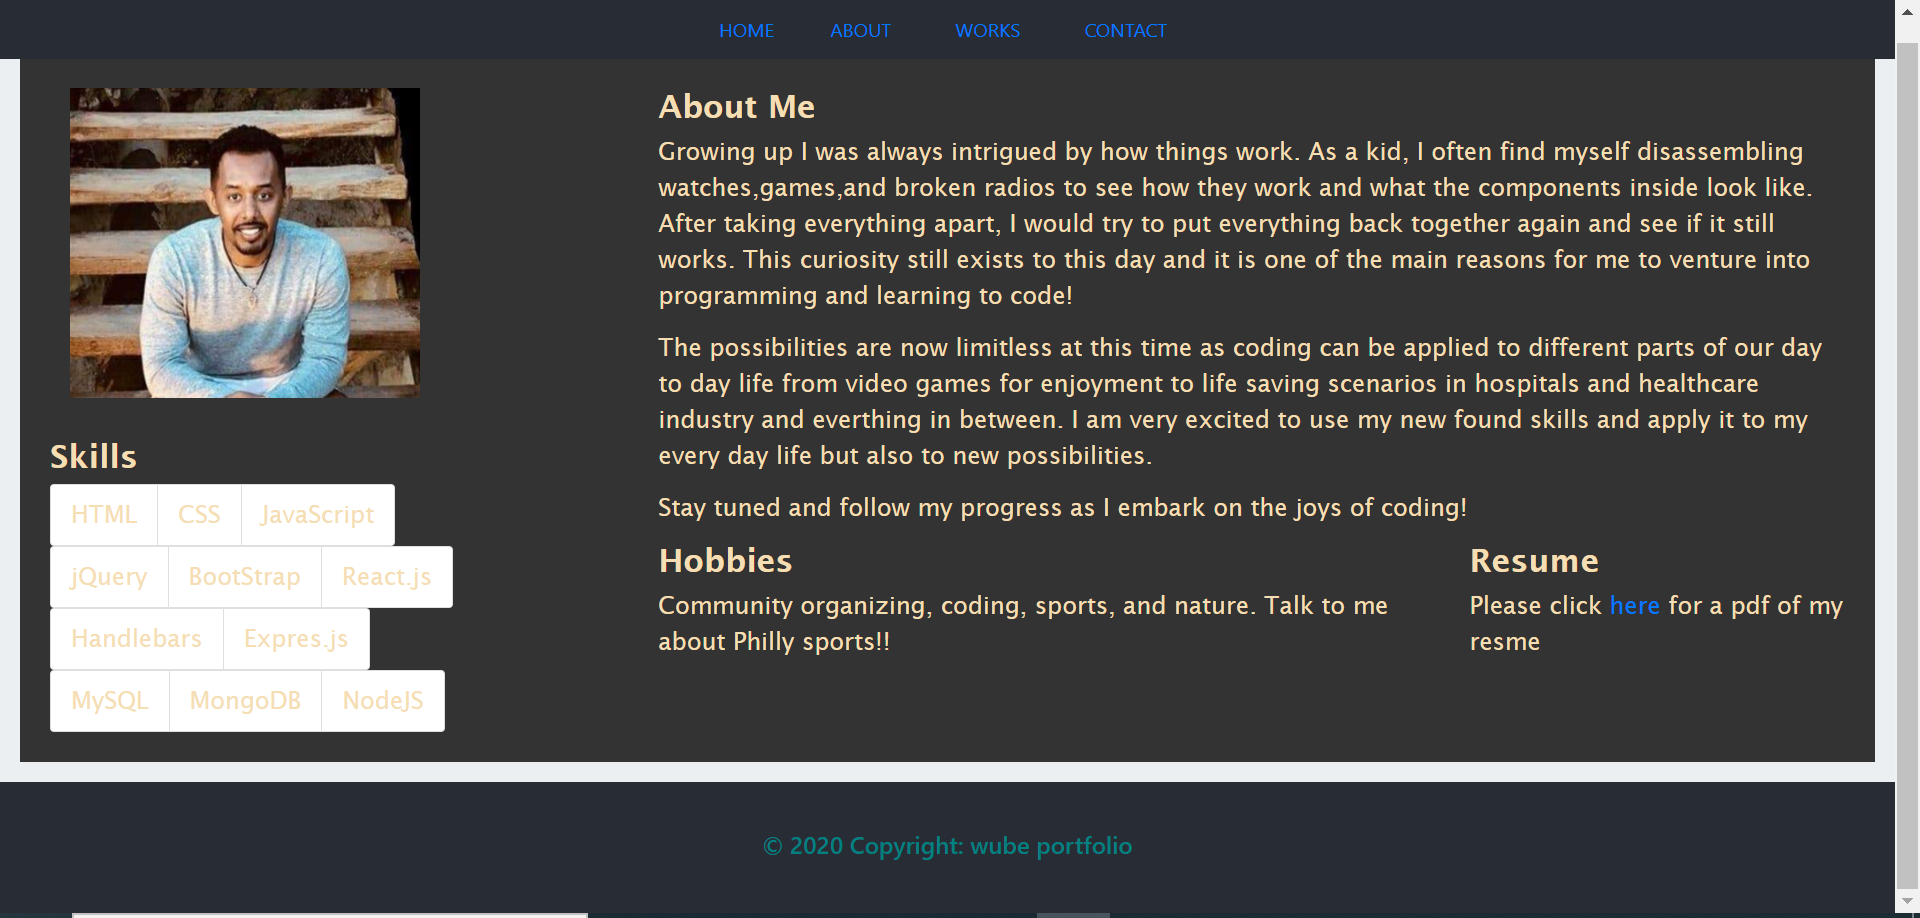 HOME ABOUT WORKS CONTACT
About Me
Growing up I was always intrigued by how things work. As a kid, I often find myself disassembling
watches,games,and broken radios to see how they work and what the components inside look like.
After taking everything apart, I would try to put everything back together again and see if it still
works. This curiosity still exists to this day and it is one of the main reasons for me to venture into
programming and learning to code!
The possibilities are now limitless at this time as coding can be applied to different parts of our day
to day life from video games for enjoyment to life saving scenarios in hospitals and healthcare
industry and everthing in between. I am very excited to use my new found skills and apply it to my
every day life but also to new possibilities.
Stay tuned and follow my progress as I embark on the joys of coding!
Skills
HTML CSS JavaScript
jQuery BootStrap React.js
Handlebars Expres.js
MySQL MongoDB NodeJS
Hobbies
Community organizing, coding, sports, and nature. Talk to me
about Philly sports!!
Resume
Please click here for a pdf of my
resme
© 2020 Copyright: wube portfolio